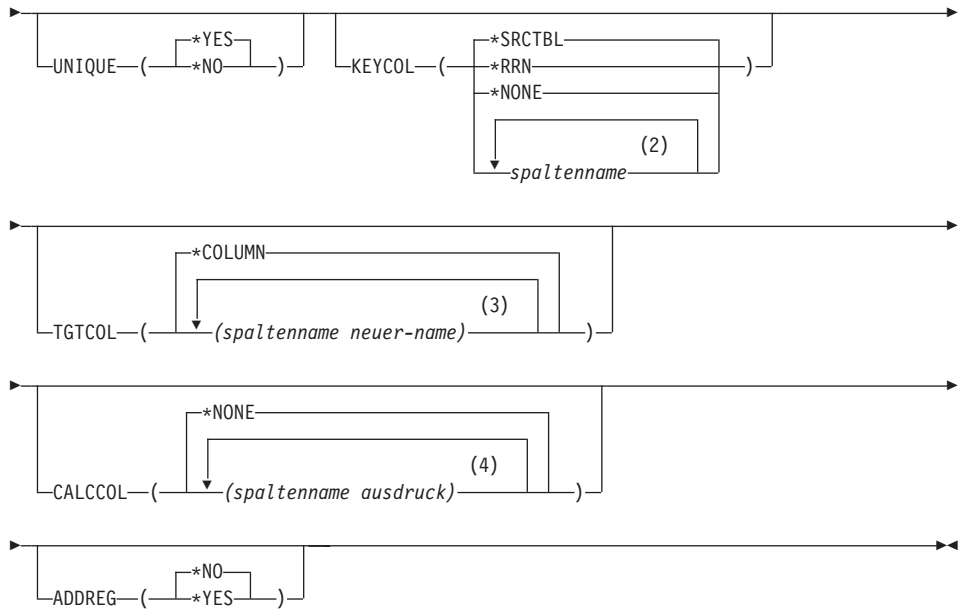 *YES *SRCTBL
UNIQUE ( *NO ) KEYCOL ( *RRN )
*NONE
(2)
spaltenname
*COLUMN
(3)
TGTCOL ( (spaltenname neuer-name) )
*NONE
(4)
CALCCOL ( (spaltenname ausdruck) )
*NO
ADDREG ( *YES )